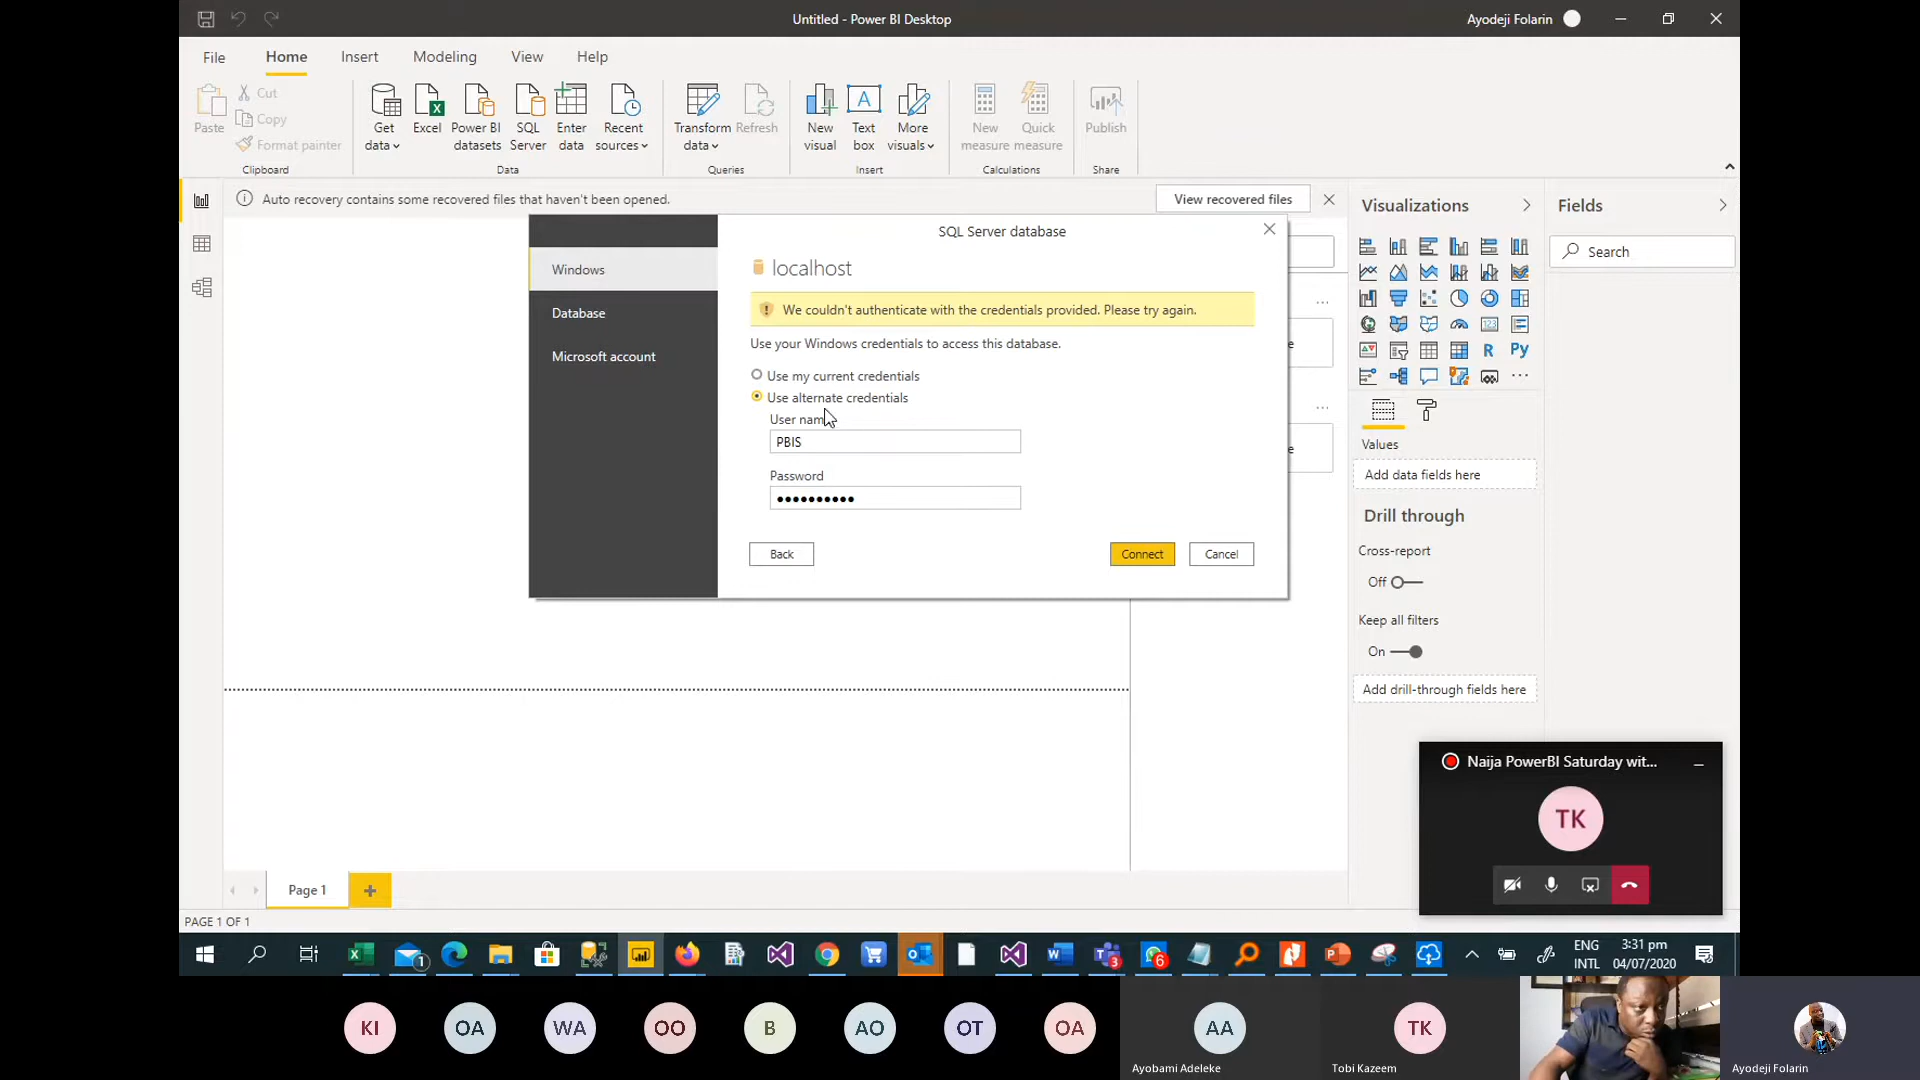 Untitled - Power BI Desktop
Ayodeji Folarin
File
Home
Insert
Modeling
View
Help
Paste
Cut
Copy
Format painter
Get data
Excel
Power BI datasets
SQL Server
Enter data
Recent sources
Transform data
Refresh
New visual
Text box
More visuals
New measure
Quick measure
Publish
Clipboard
Data
Queries
Insert
Calculations
Share
Auto recovery contains some recovered files that haven't been opened.
View recovered files
Visualizations
Fields
Search
SQL Server database
Windows
Database
Microsoft account
localhost
We couldn't authenticate with the credentials provided. Please try again.
Use your Windows credentials to access this database.
Use my current credentials
Use alternate credentials
User nam
PBIS
Password
Back
Connect
Cancel
e
e
R
Py
Values
Add data fields here
Drill through
Cross-report
Off
Keep all filters
On
Add drill-through fields here
Naija PowerBI Saturday wit...
TK
Page 1
PAGE 1 OF 1
1
3
6
ENG
INTL
3:31 pm
04/07/2020
KI
OA
WA
OO
B
AO
OT
OA
AA
Ayobami Adeleke
TK
Tobi Kazeem
Ayodeji Folarin